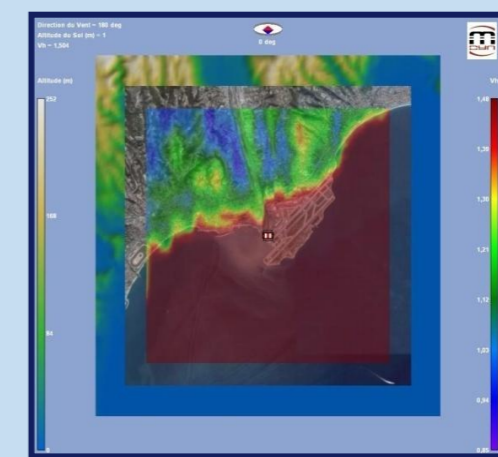 Direction du Vent = 180 deg
Altitude du Sol (m) = 1
Vh = 1,504
0 deg
m
DYN
Altitude (m)
Vh
252
168
84
0
1,48
1,39
1,30
1,21
1,12
1,03
0,94
0,85